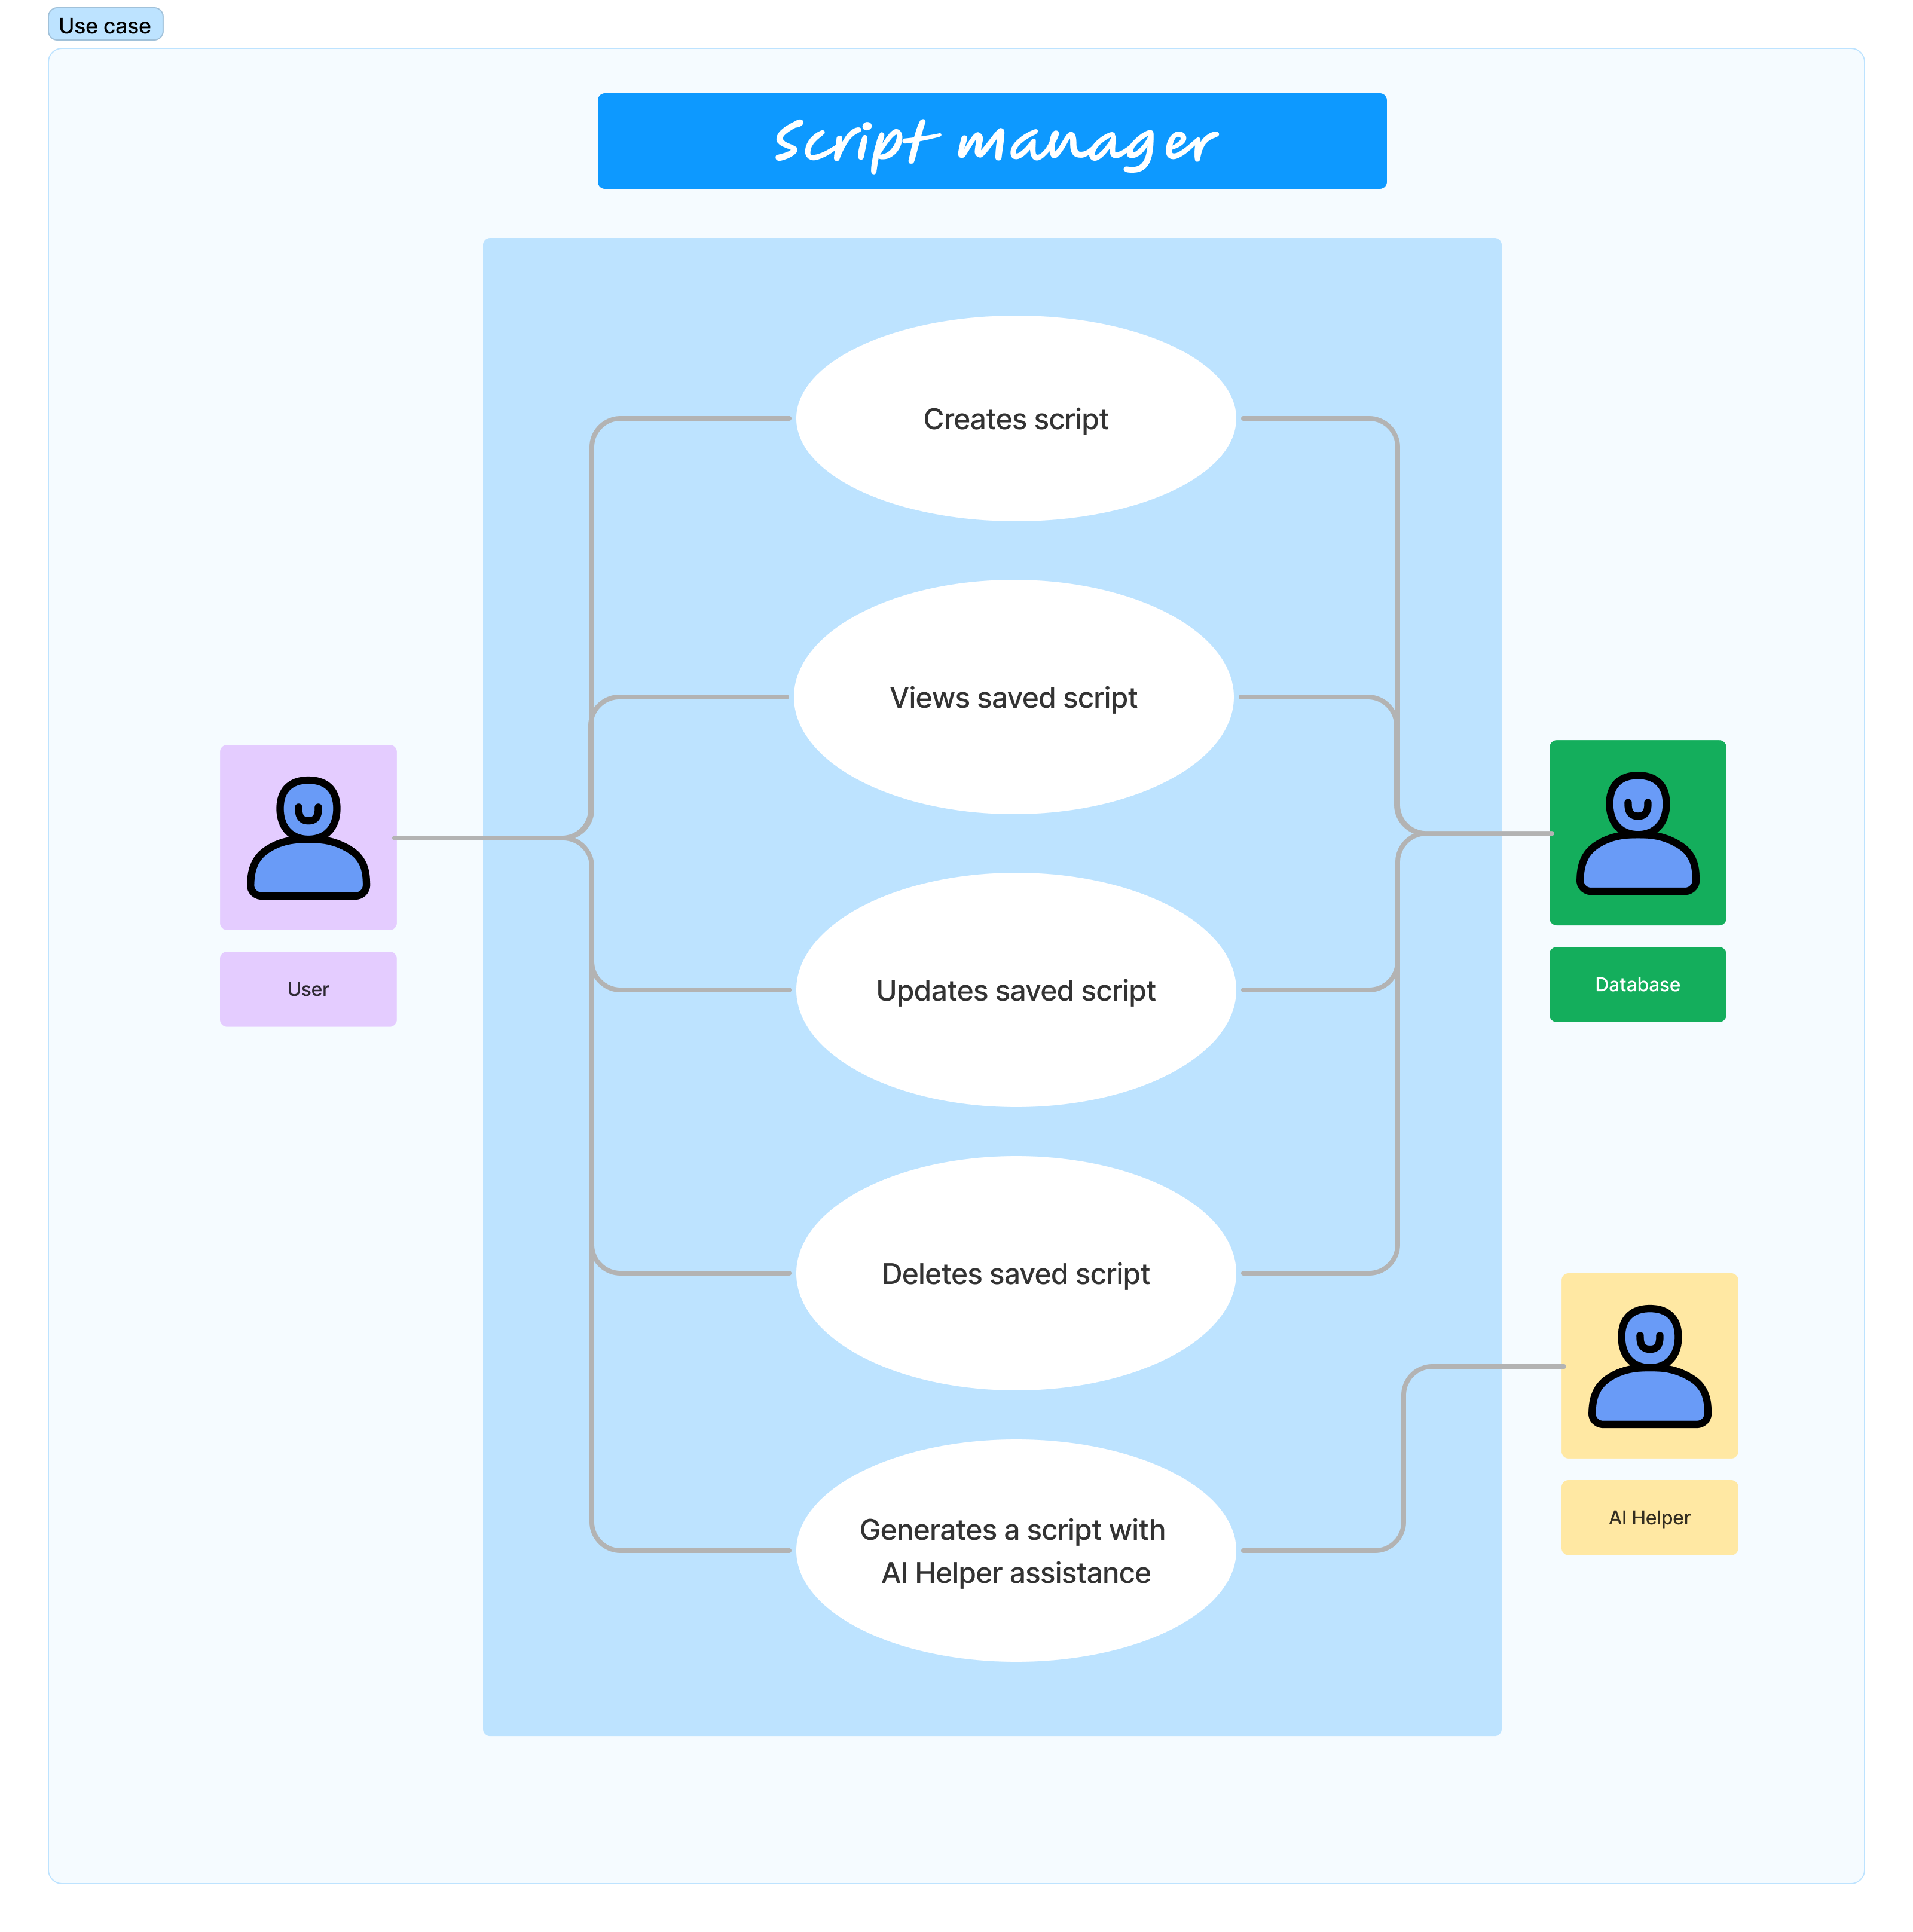 Use case
Script manager
Creates script
Views saved script
User
Database
Updates saved script
Deletes saved script
AI Helper
Generates a script with
AI Helper assistance